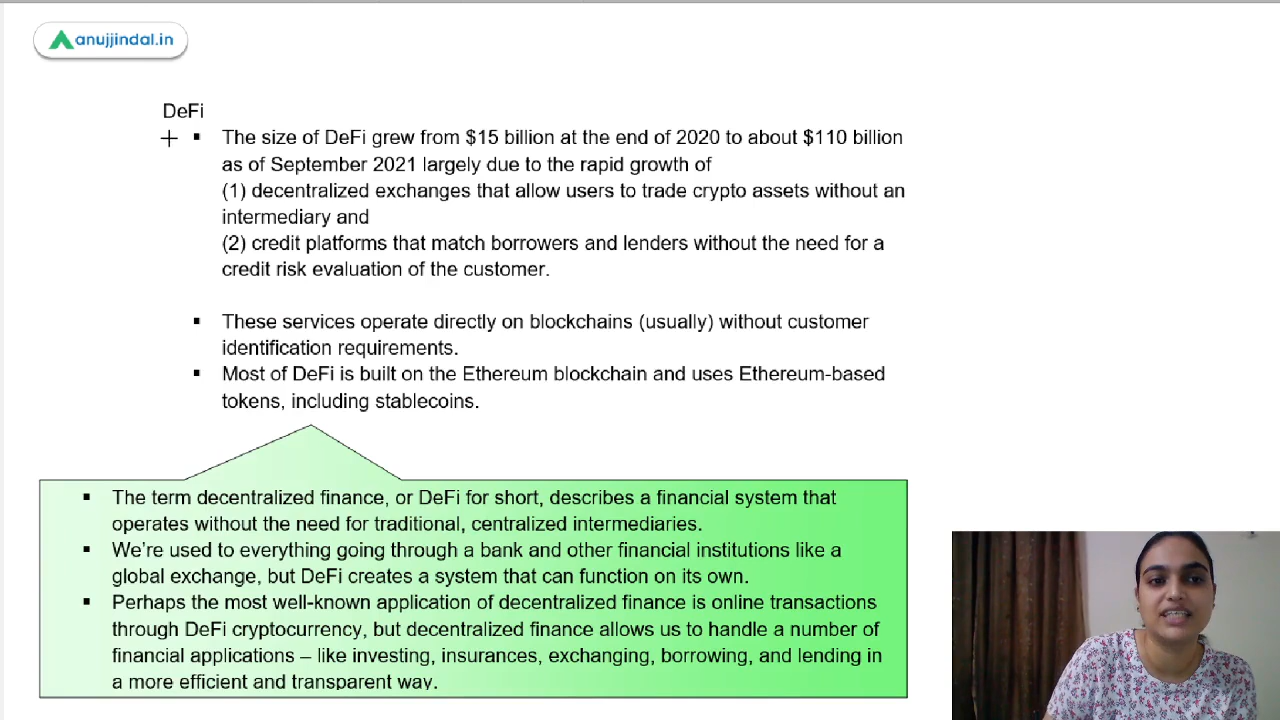 anujjindal.in
DeFi
▪ The size of DeFi grew from $15 billion at the end of 2020 to about $110 billion
as of September 2021 largely due to the rapid growth of
(1) decentralized exchanges that allow users to trade crypto assets without an
intermediary and
(2) credit platforms that match borrowers and lenders without the need for a
credit risk evaluation of the customer.
▪ These services operate directly on blockchains (usually) without customer
identification requirements.
▪ Most of DeFi is built on the Ethereum blockchain and uses Ethereum-based
tokens, including stablecoins.
▪ The term decentralized finance, or DeFi for short, describes a financial system that
operates without the need for traditional, centralized intermediaries.
▪ We’re used to everything going through a bank and other financial institutions like a
global exchange, but DeFi creates a system that can function on its own.
▪ Perhaps the most well-known application of decentralized finance is online transactions
through DeFi cryptocurrency, but decentralized finance allows us to handle a number of
financial applications – like investing, insurances, exchanging, borrowing, and lending in
a more efficient and transparent way.